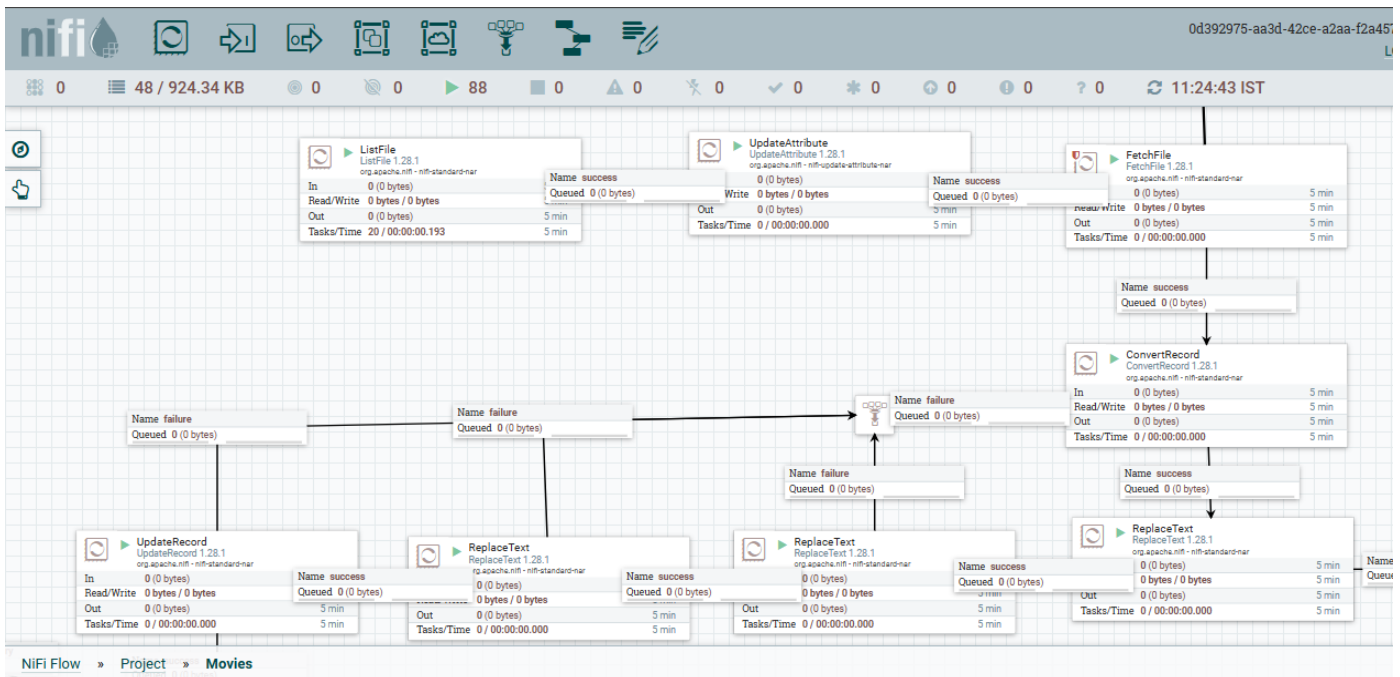 nifi
0d392975-aa3d-42ce-a2aa-f2a457
0
48 / 924.34 KB
0
0
88
0
0
0
0
0
0
0
? 0
11:24:43 IST
ListFile
ListFile 1.28.1
org.apache.nifi - nifi-standard-nar
In 0 (0 bytes)
Read/Write 0 bytes / 0 bytes
Out 0 (0 bytes) 5 min
Tasks/Time 20 / 00:00:00.193 5 min
Name success
Queued 0 (0 bytes)
UpdateAttribute
UpdateAttribute 1.28.1
org.apache.nifi - nifi-update-attribute-nar
0 (0 bytes)
Write 0 bytes / 0 bytes
Out 0 (0 bytes) 5 min
Tasks/Time 0 / 00:00:00.000 5 min
Name success
Queued 0 (0 bytes)
FetchFile
FetchFile 1.28.1
org.apache.nifi - nifi-standard-nar
0 (0 bytes) 5 min
Read/Write 0 bytes / 0 bytes 5 min
Out 0 (0 bytes) 5 min
Tasks/Time 0 / 00:00:00.000 5 min
Name success
Queued 0 (0 bytes)
ConvertRecord
ConvertRecord 1.28.1
org.apache.nifi - nifi-standard-nar
In 0 (0 bytes) 5 min
Read/Write 0 bytes / 0 bytes 5 min
Out 0 (0 bytes) 5 min
Tasks/Time 0 / 00:00:00.000 5 min
Name failure
Queued 0 (0 bytes)
Name failure
Queued 0 (0 bytes)
Name failure
Queued 0 (0 bytes)
Name failure
Queued 0 (0 bytes)
Name success
Queued 0 (0 bytes)
UpdateRecord
UpdateRecord 1.28.1
org.apache.nifi - nifi-standard-nar
In 0 (0 bytes)
Read/Write 0 bytes / 0 bytes
Out 0 (0 bytes) 5 min
Tasks/Time 0 / 00:00:00.000 5 min
Name success
Queued 0 (0 bytes)
ReplaceText
ReplaceText 1.28.1
org.apache.nifi - nifi-standard-nar
0 (0 bytes)
0 bytes / 0 bytes
Out 0 (0 bytes) 5 min
Tasks/Time 0 / 00:00:00.000 5 min
Name success
Queued 0 (0 bytes)
ReplaceText
ReplaceText 1.28.1
org.apache.nifi - nifi-standard-nar
0 (0 bytes)
0 bytes / 0 bytes
Out 0 (0 bytes) 5 min
Tasks/Time 0 / 00:00:00.000 5 min
Name success
Queued 0 (0 bytes)
ReplaceText
ReplaceText 1.28.1
org.apache.nifi - nifi-standard-nar
0 (0 bytes) 5 min
0 bytes / 0 bytes 5 min
Out 0 (0 bytes) 5 min
Tasks/Time 0 / 00:00:00.000 5 min
Name
NiFi Flow » Project » Movies